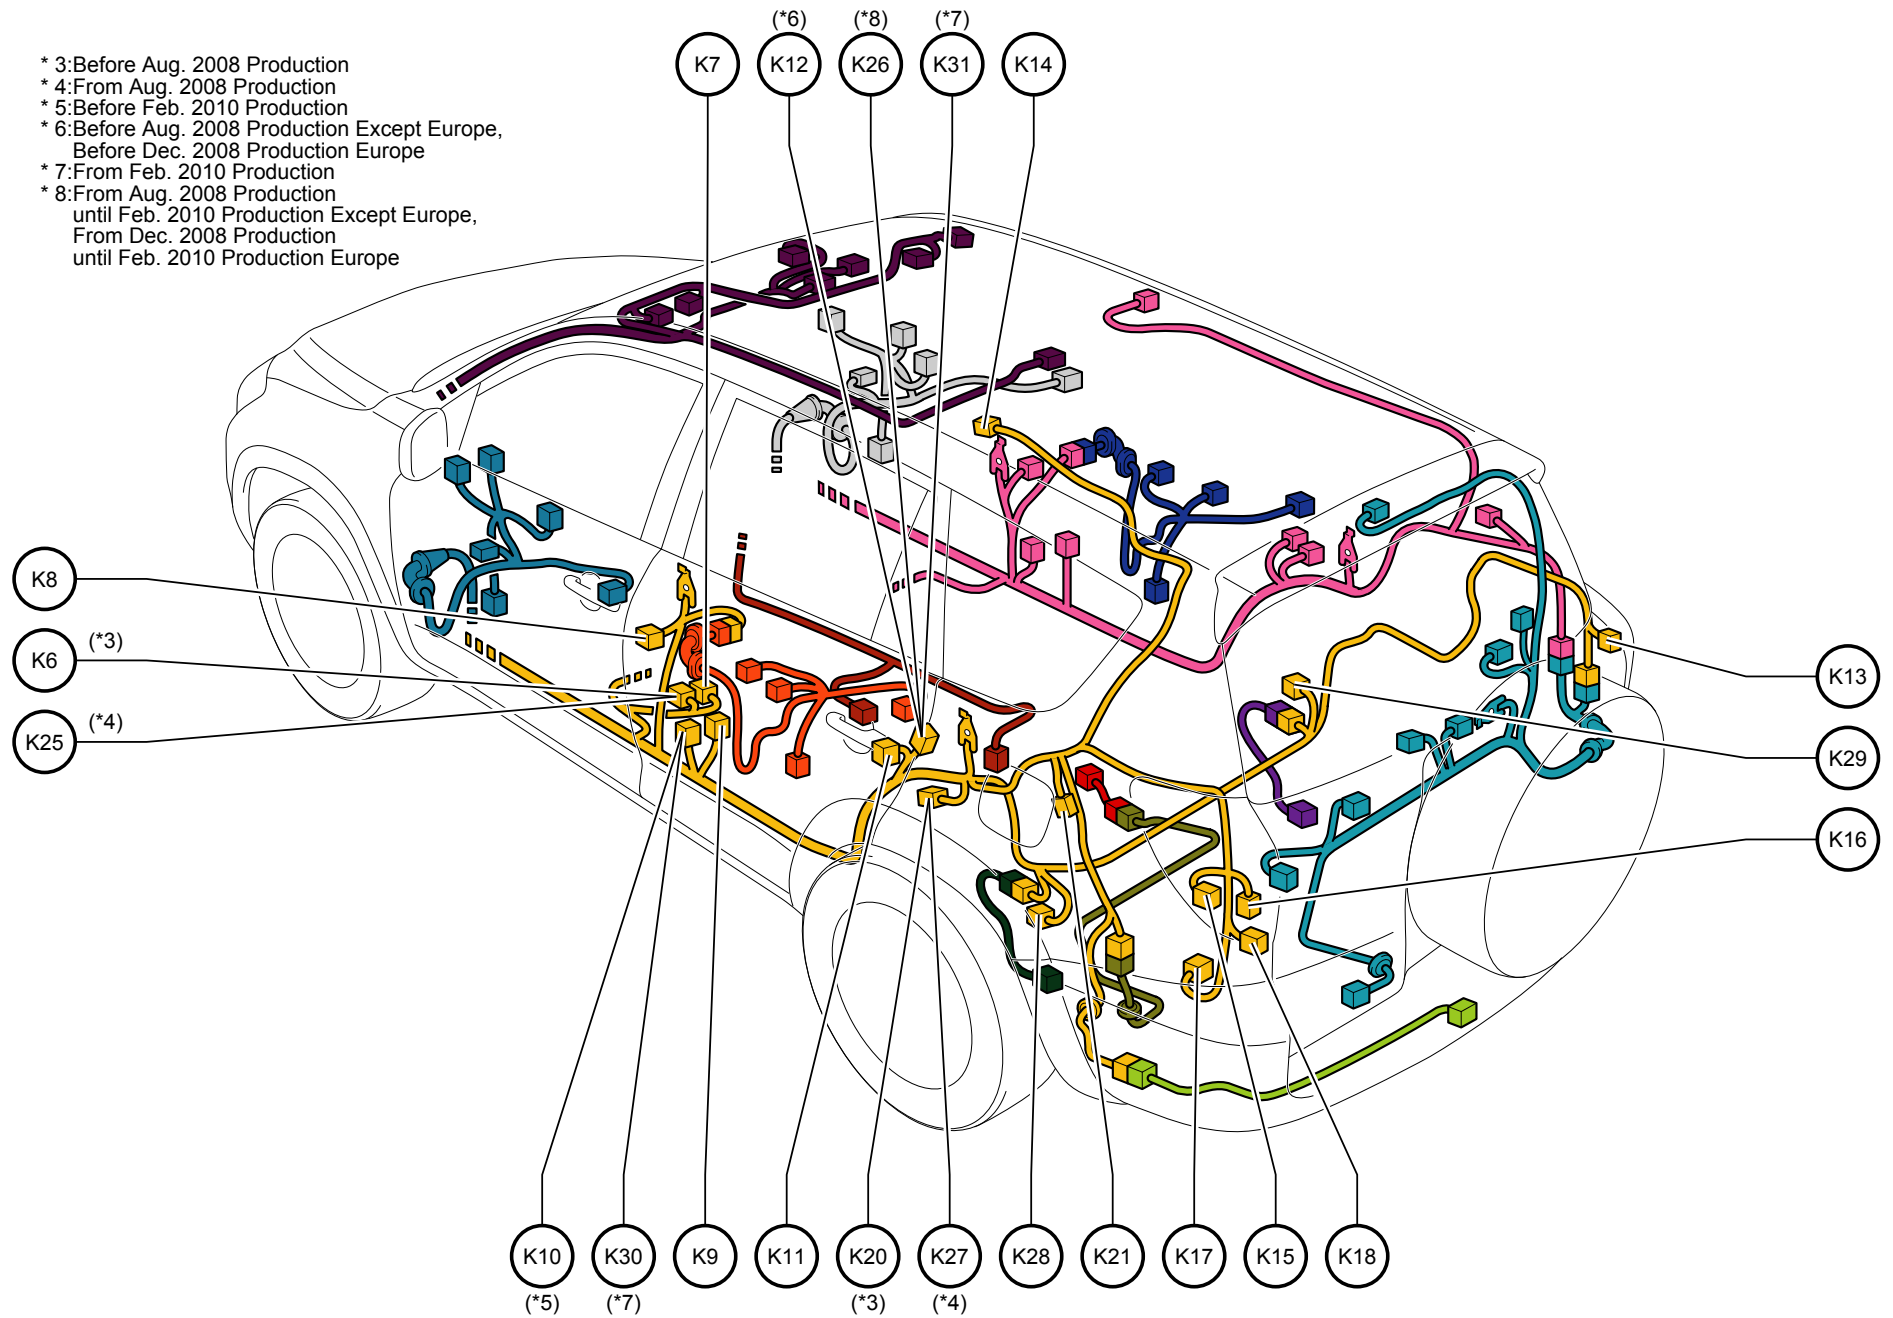 (*6) (*8) (*7)
K7 K12 K26 K31 K14
* 3:Before Aug. 2008 Production
* 4:From Aug. 2008 Production
* 5:Before Feb. 2010 Production
* 6:Before Aug. 2008 Production Except Europe,
Before Dec. 2008 Production Europe
* 7:From Feb. 2010 Production
* 8:From Aug. 2008 Production
until Feb. 2010 Production Except Europe,
From Dec. 2008 Production
until Feb. 2010 Production Europe
K8
K6 (*3)
K25 (*4)
K13
K29
K16
K10 K30 K9 K11 K20 K27 K28 K21 K17 K15 K18
(*5) (*7) (*3) (*4)